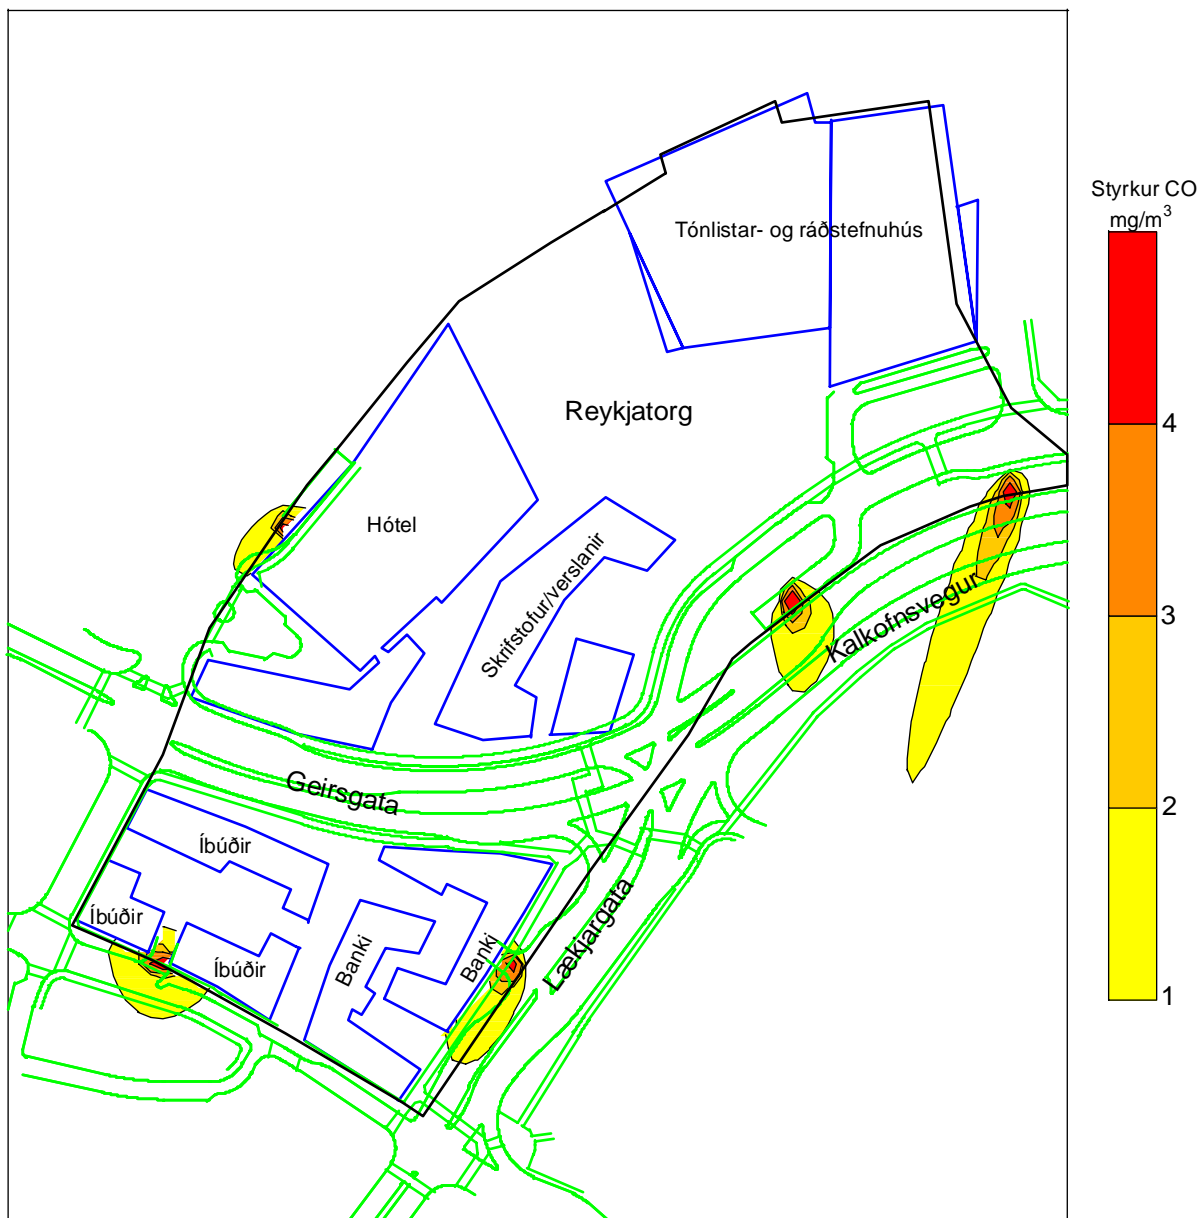 Styrkur CO
mg/m³
Tónlistar- og ráðstefnuhús
Reykjatorg
4
Hótel
Skrifstofur/verslanir
Kalkofnsvegur
3
Geirsgata
2
Íbúðir
Íbúðir
Íbúðir
Banki
Banki
Lækjargata
1